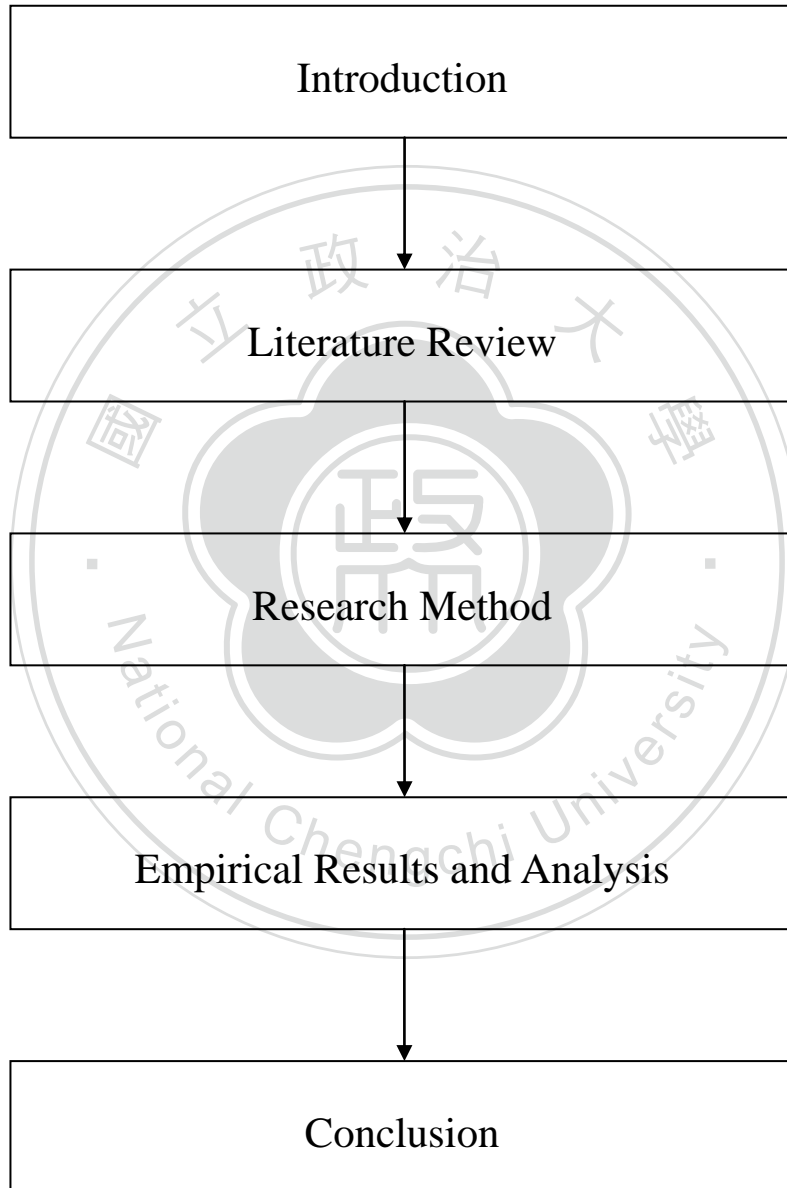 Introduction
國立政治大學
Literature Review
政
Research Method
National Chengchi University
Empirical Results and Analysis
Conclusion